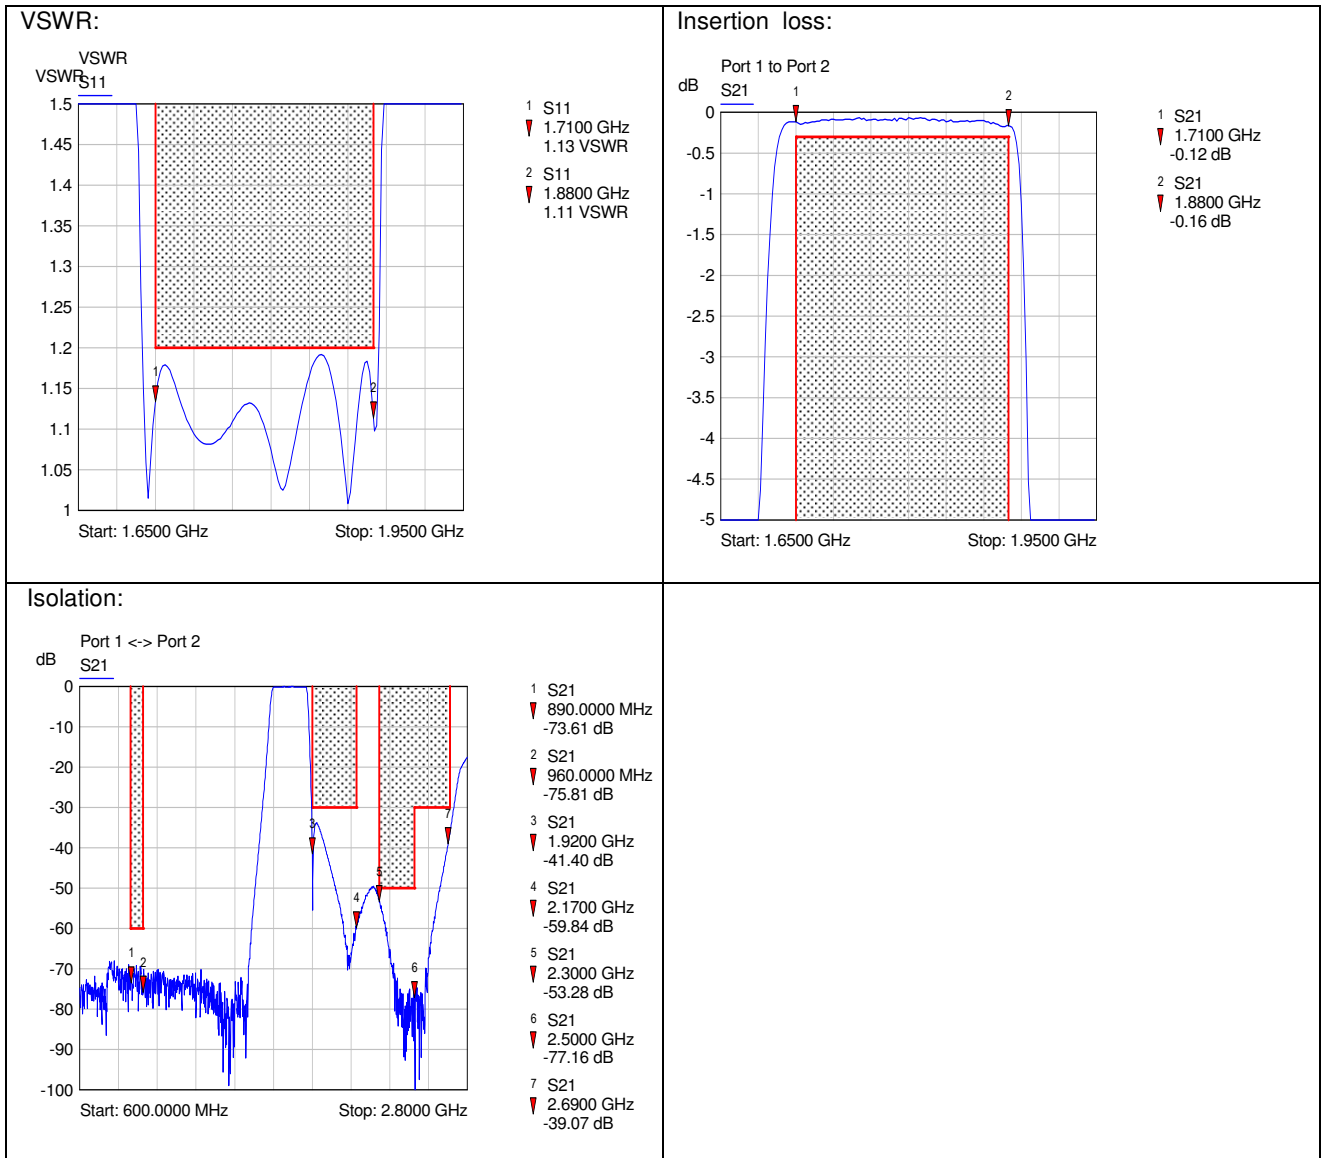 VSWR:
VSWR
VSWR
S11
1.5
1.45
1.4
1.35
1.3
1.25
1.2
1.15
1.1
1.05
1
1
2
Start: 1.6500 GHz
Stop: 1.9500 GHz
1 S11
1.7100 GHz
1.13 VSWR
2 S11
1.8800 GHz
1.11 VSWR
Insertion loss:
Port 1 to Port 2
dB
S21
1
2
0
-0.5
-1
-1.5
-2
-2.5
-3
-3.5
-4
-4.5
-5
Start: 1.6500 GHz
Stop: 1.9500 GHz
1 S21
1.7100 GHz
-0.12 dB
2 S21
1.8800 GHz
-0.16 dB
Isolation:
Port 1 <-> Port 2
dB
S21
0
-10
-20
-30
-40
-50
-60
-70
-80
-90
-100
1
2
3
4
5
6
7
Start: 600.0000 MHz
Stop: 2.8000 GHz
1 S21
890.0000 MHz
-73.61 dB
2 S21
960.0000 MHz
-75.81 dB
3 S21
1.9200 GHz
-41.40 dB
4 S21
2.1700 GHz
-59.84 dB
5 S21
2.3000 GHz
-53.28 dB
6 S21
2.5000 GHz
-77.16 dB
7 S21
2.6900 GHz
-39.07 dB